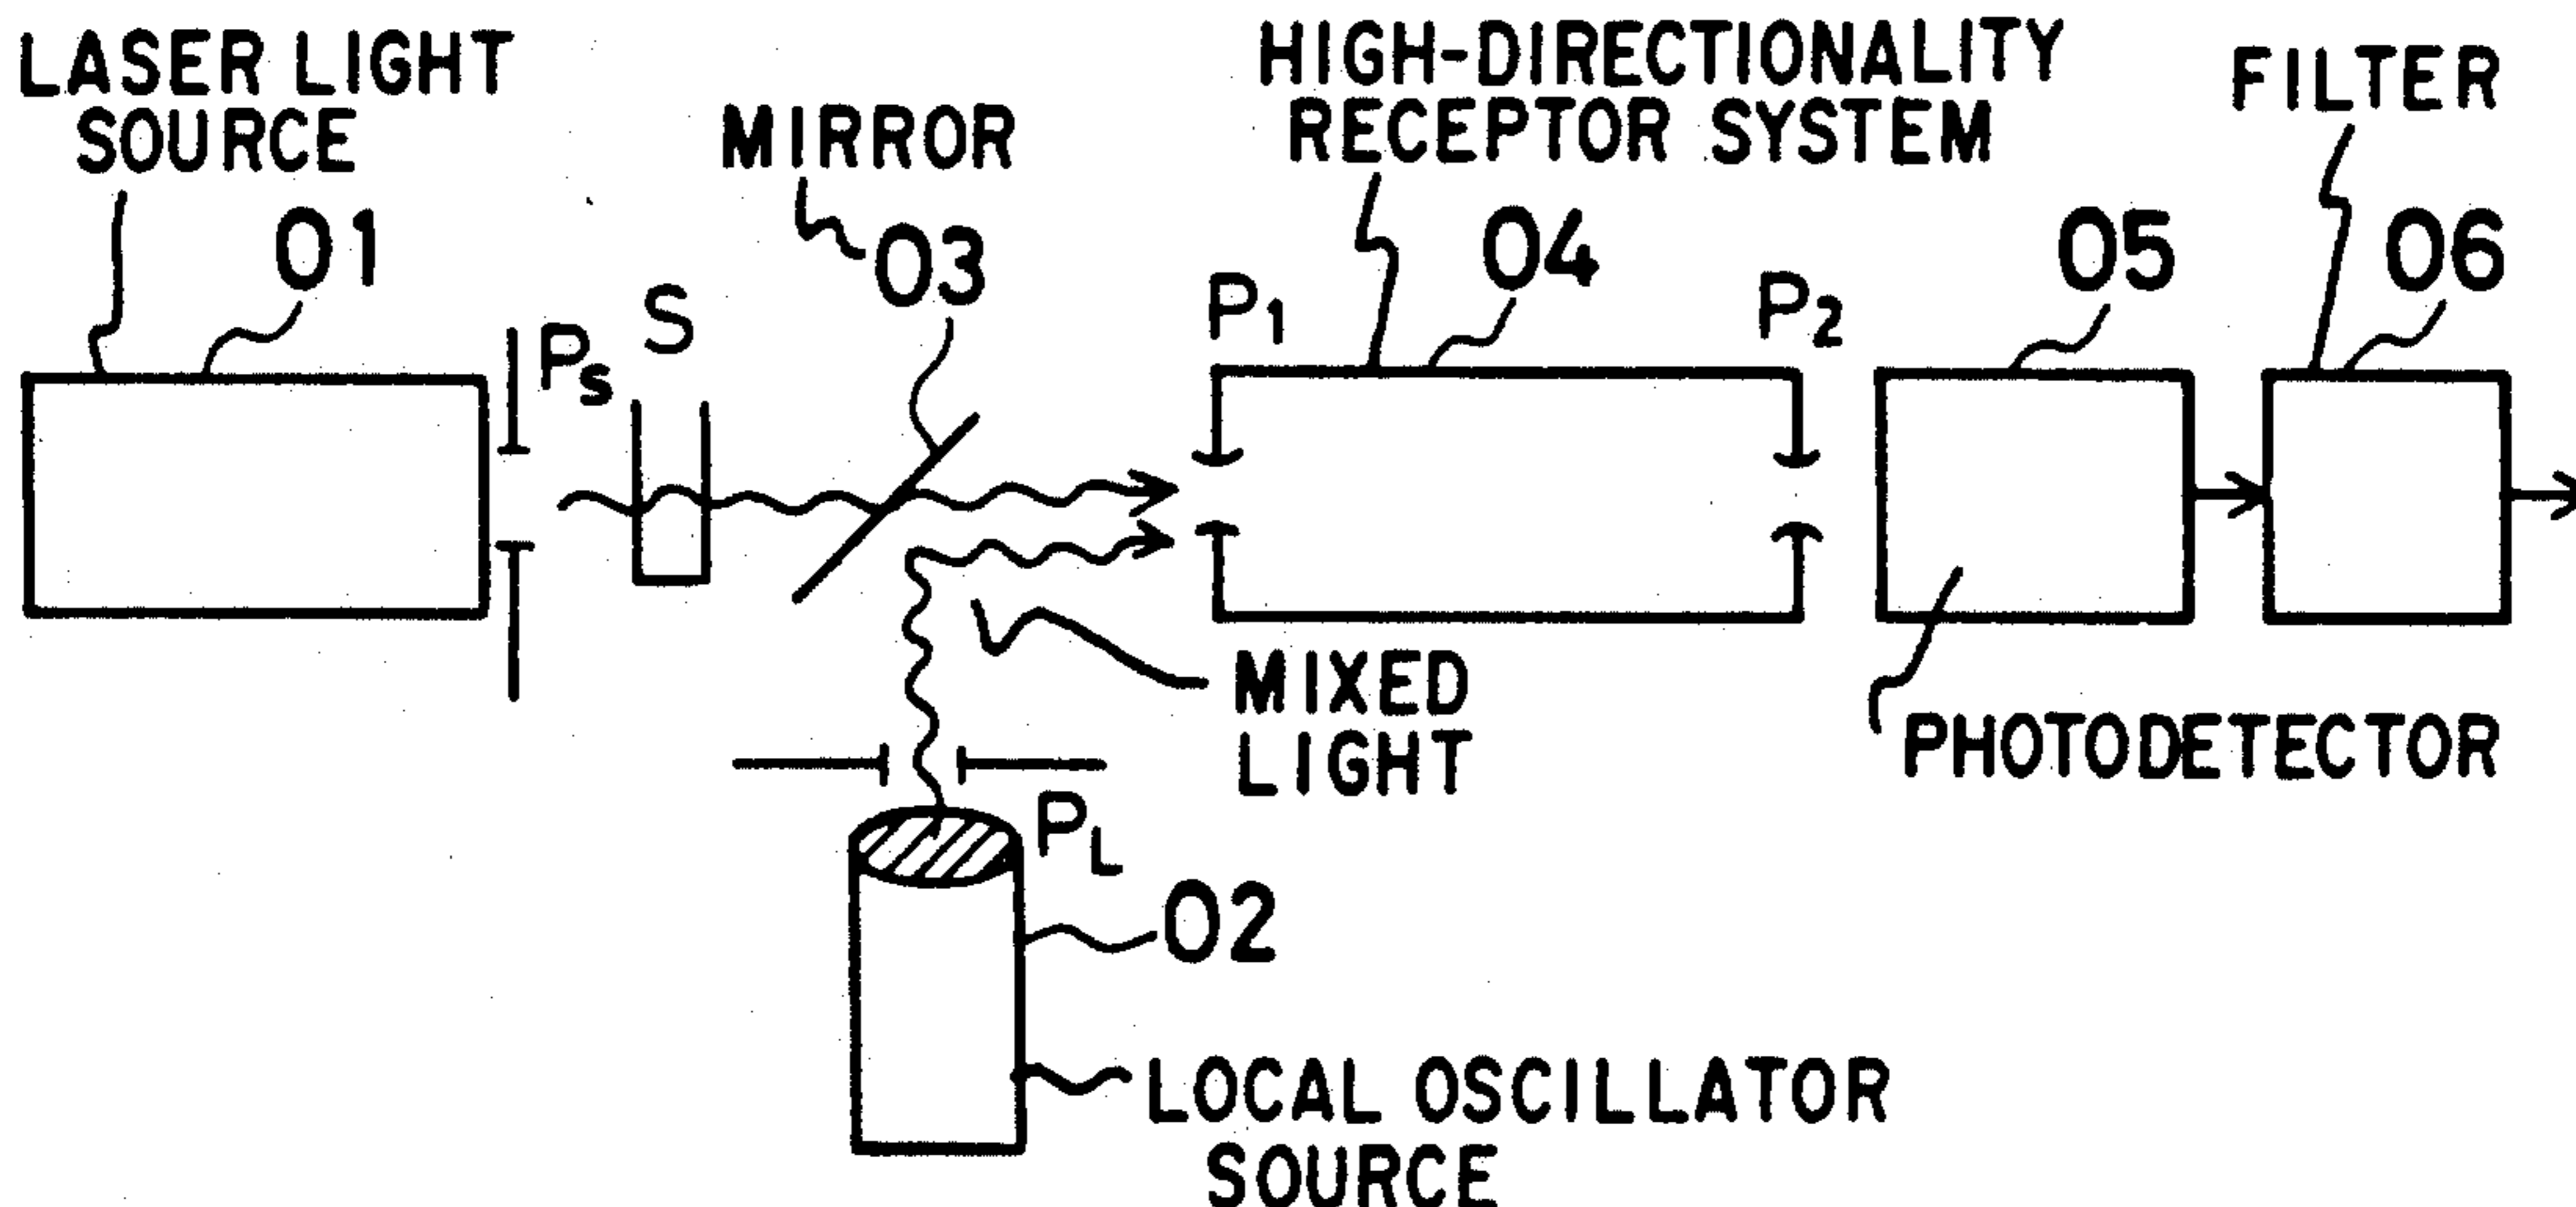 LASER LIGHT
SOURCE
01
PS
S
MIRROR
03
HIGH-DIRECTIONALITY
RECEPTOR SYSTEM
04
P1
P2
05
FILTER
06
MIXED
LIGHT
PHOTODETECTOR
PL
02
LOCAL OSCILLATOR
SOURCE